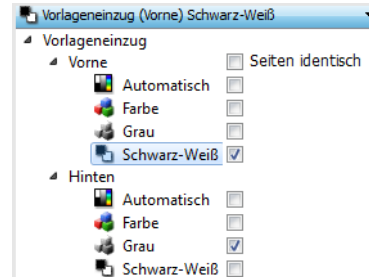 Vorlageneinzug (Vorne) Schwarz-Weiß
Vorlageneinzug
Vorne Seiten identisch
Automatisch
Farbe
Grau
Schwarz-Weiß
Hinten
Automatisch
Farbe
Grau
Schwarz-Weiß